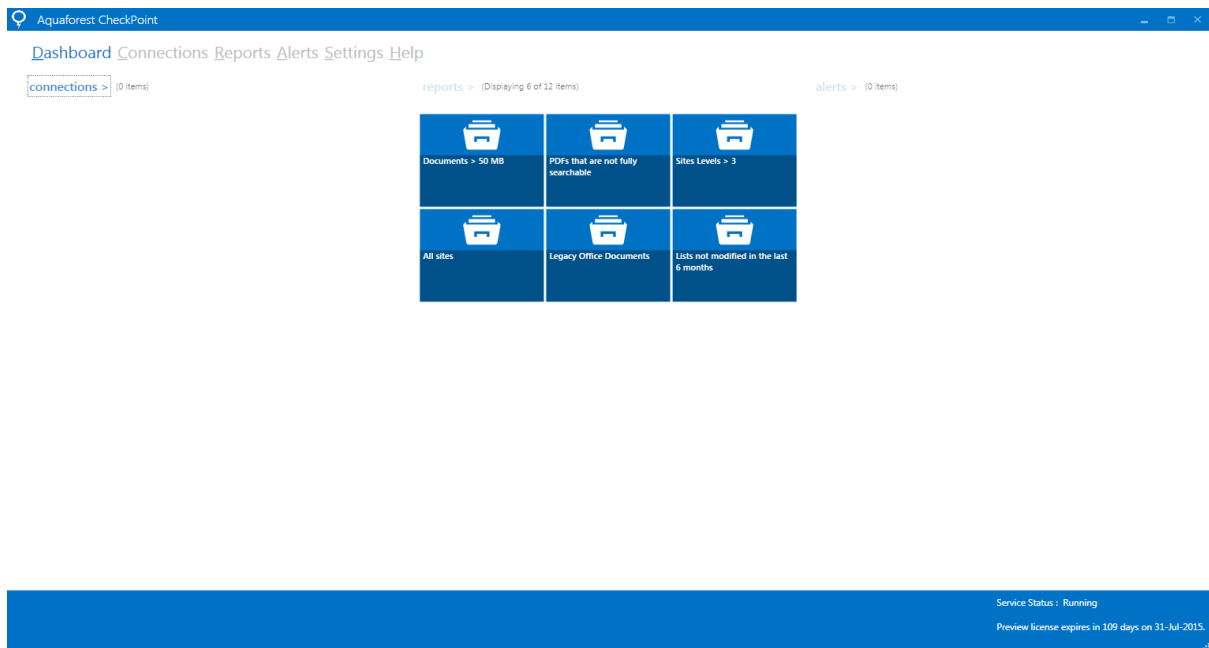 Aquaforest CheckPoint
Dashboard Connections Reports Alerts Settings Help
connections > (0 items)
reports > (Displaying 6 of 12 items)
alerts > (0 items)
Documents > 50 MB
PDFs that are not fully
searchable
Sites Levels > 3
All sites
Legacy Office Documents
Lists not modified in the last
6 months
Service Status : Running
Preview license expires in 109 days on 31-Jul-2015.